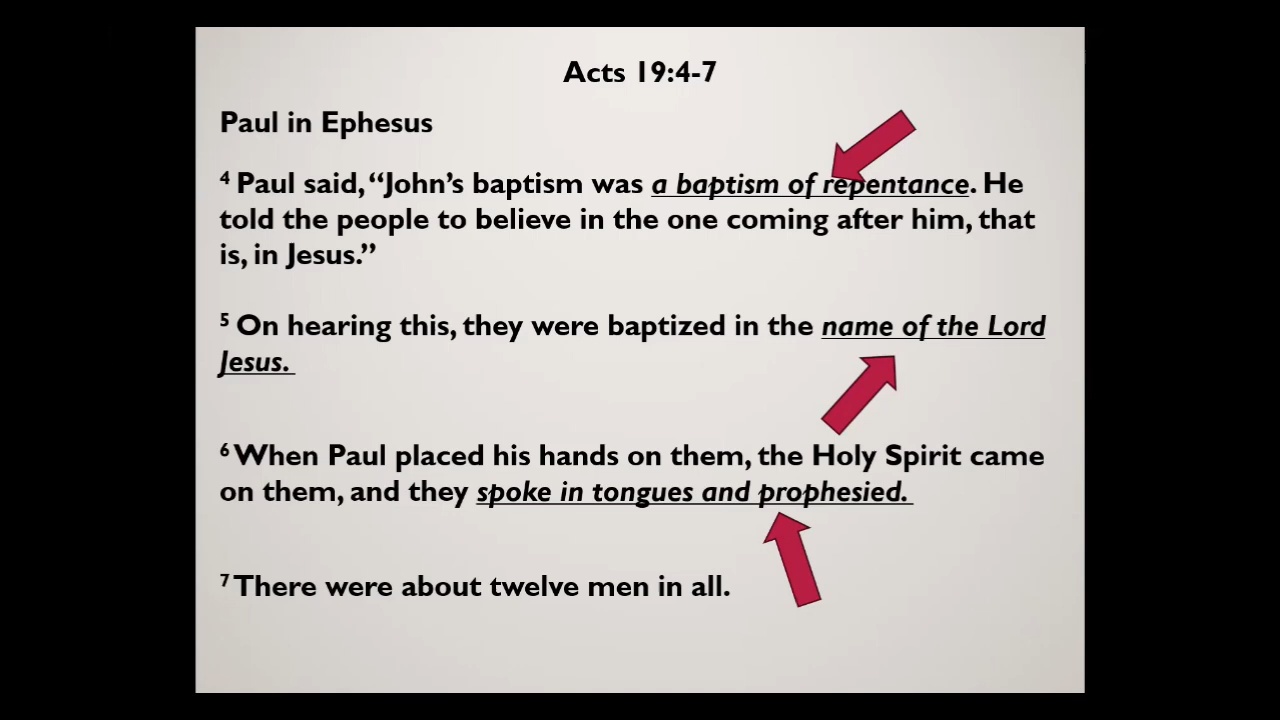 Acts 19:4-7
Paul in Ephesus
⁴ Paul said, “John’s baptism was a baptism of repentance. He
told the people to believe in the one coming after him, that
is, in Jesus.”
⁵ On hearing this, they were baptized in the name of the Lord
Jesus.
⁶ When Paul placed his hands on them, the Holy Spirit came
on them, and they spoke in tongues and prophesied.
⁷ There were about twelve men in all.